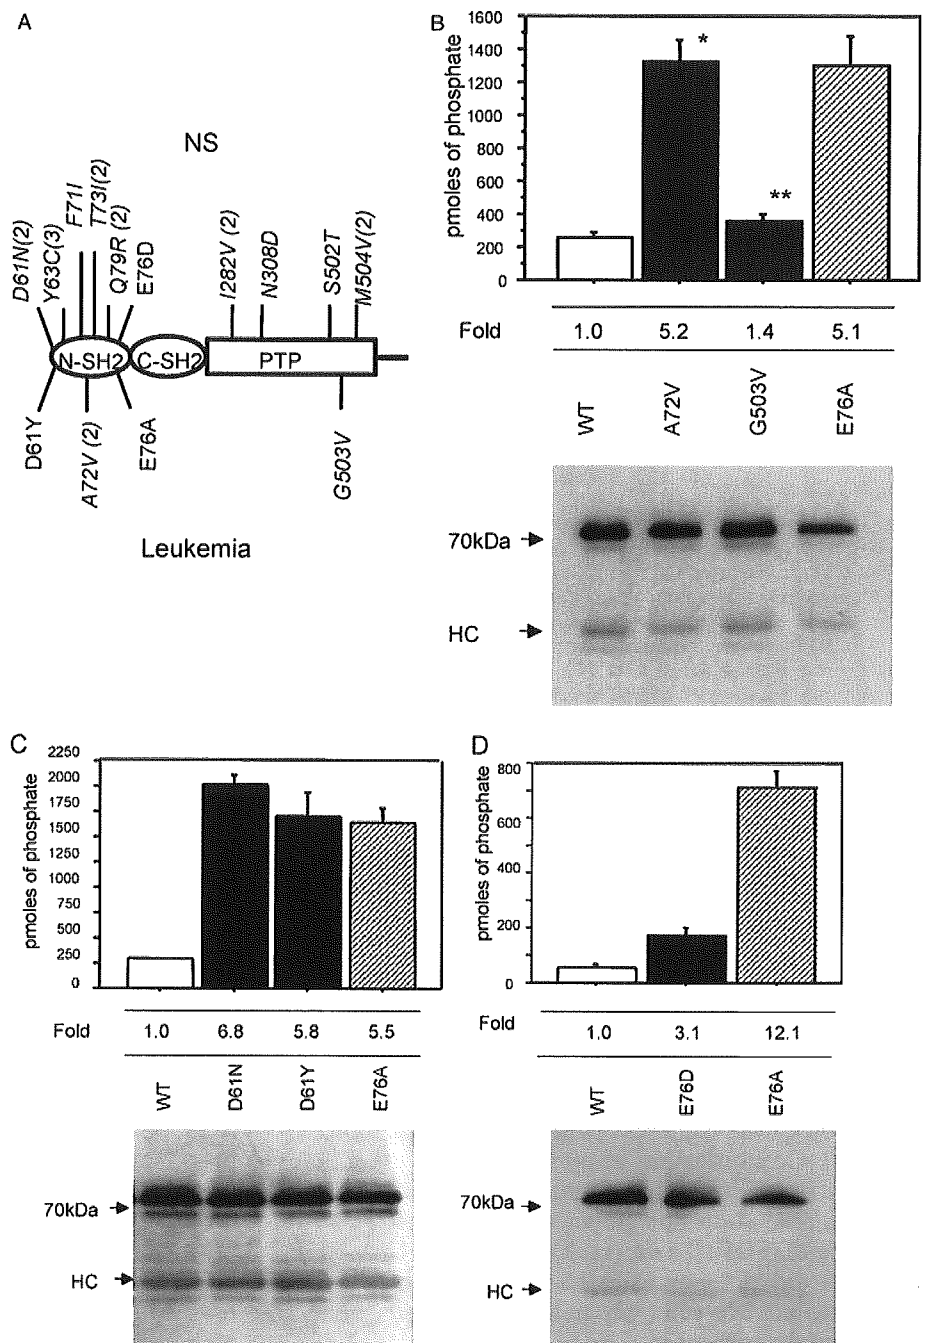 A
NS
D61N(2)
Y63C(3)
F71I
T73I(2)
Q79R (2)
E76D
I282V (2)
N308D
S502T
M504V(2)
N-SH2
C-SH2
PTP
D61Y
A72V (2)
E76A
G503V
Leukemia
B
pmoles of phosphate
1600
1400
1200
1000
800
600
400
200
0
*
**
Fold 1.0 5.2 1.4 5.1
WT A72V G503V E76A
70kDa
HC
C
pmoles of phosphate
2250
2000
1750
1500
1250
1000
750
500
250
0
Fold 1.0 6.8 5.8 5.5
WT D61N D61Y E76A
70kDa
HC
D
pmoles of phosphate
800
600
400
200
0
Fold 1.0 3.1 12.1
WT E76D E76A
70kDa
HC